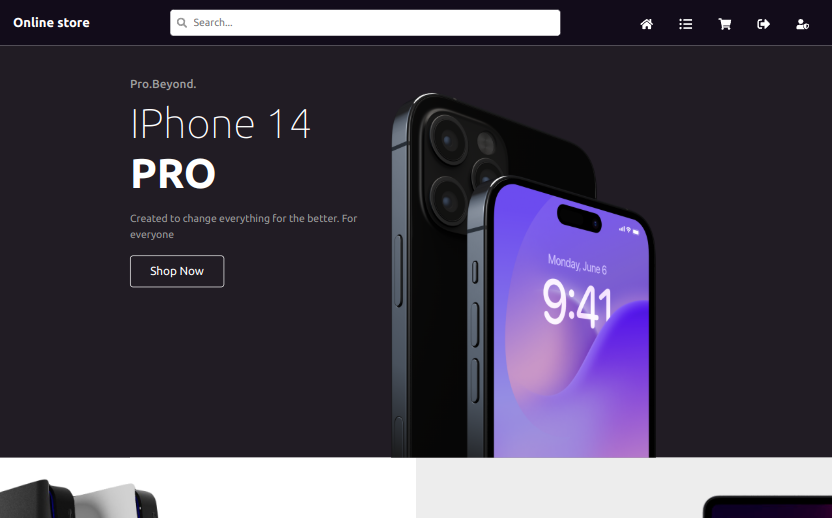 Online store
Search...
Pro.Beyond.
IPhone 14
PRO
Created to change everything for the better. For
everyone
Shop Now
Monday, June 6
9:41